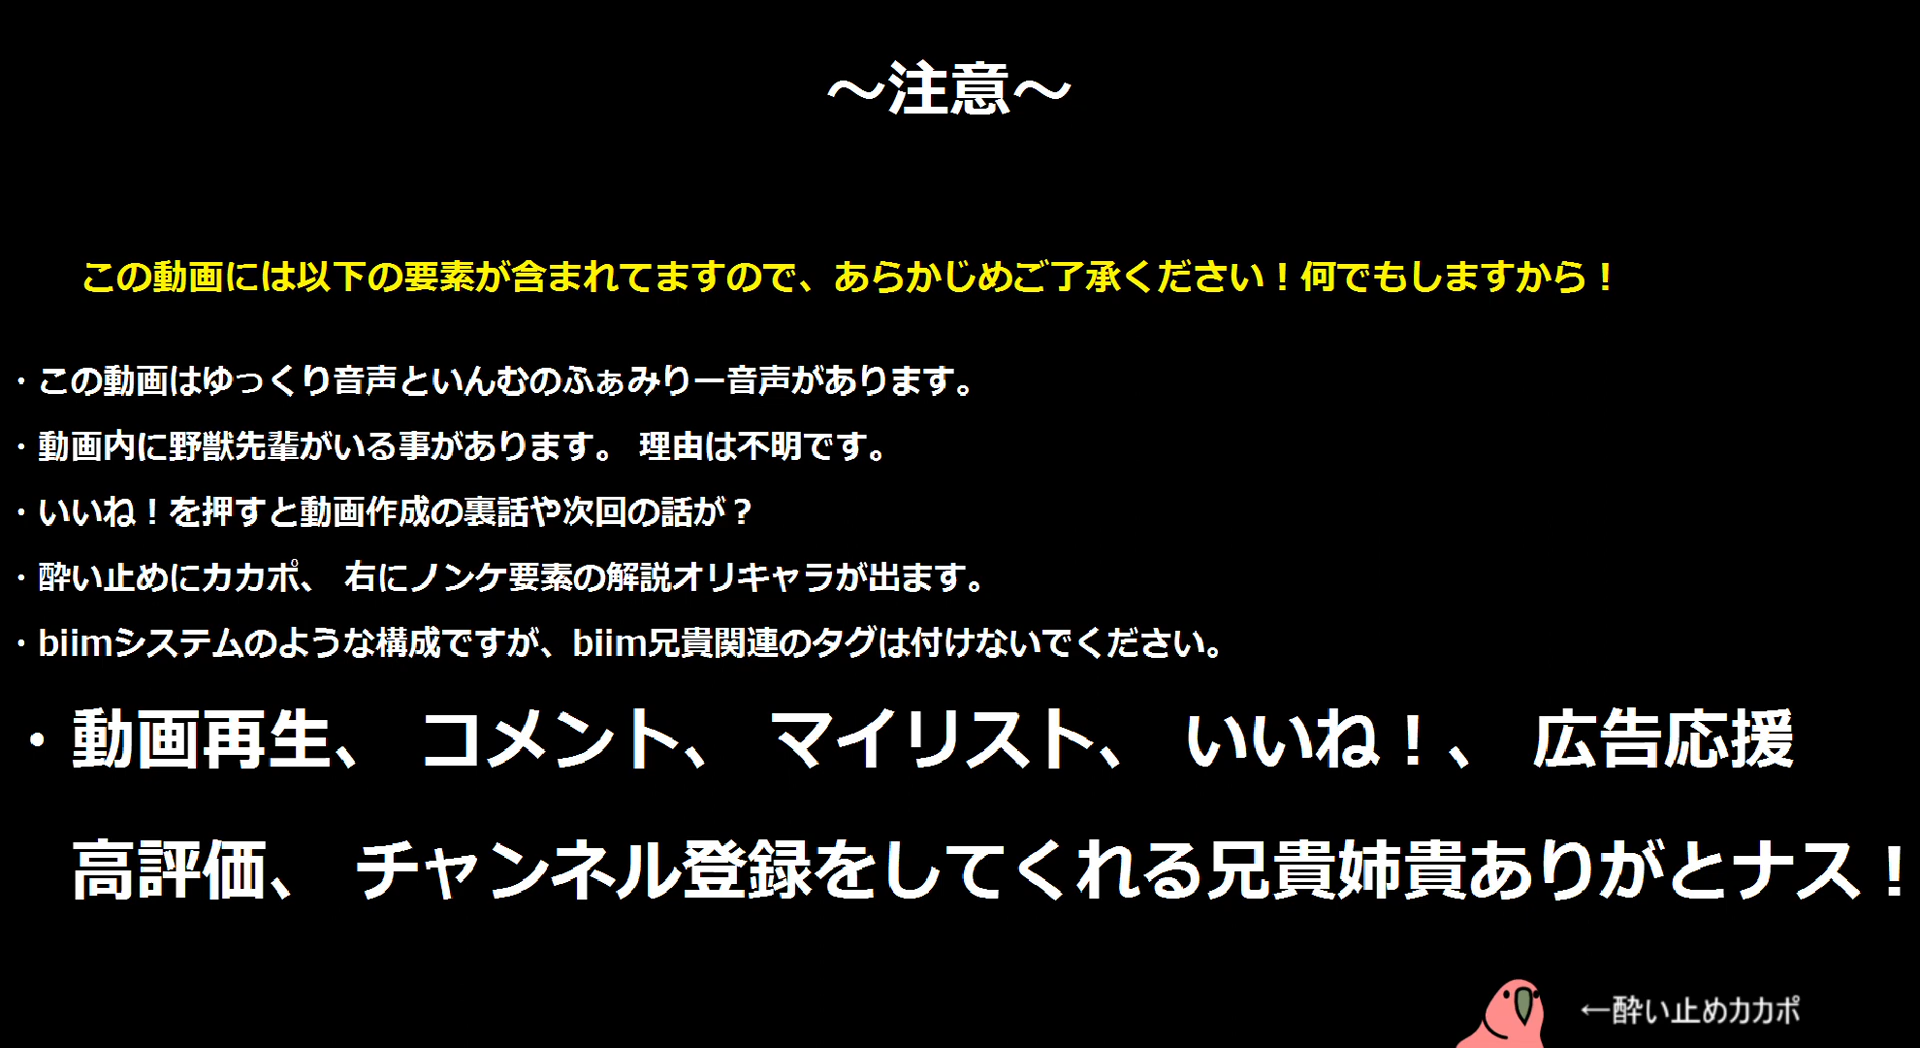 ～注意～
この動画には以下の要素が含まれてますので、あらかじめご了承ください！何でもしますから！
・この動画はゆっくり音声といんむのふぁみりー音声があります。
・動画内に野獣先輩がいる事があります。 理由は不明です。
・いいね！を押すと動画作成の裏話や次回の話が？
・酔い止めにカカポ、 右にノンケ要素の解説オリキャラが出ます。
・biimシステムのような構成ですが、biim兄貴関連のタグは付けないでください。
・動画再生、 コメント、 マイリスト、 いいね！、 広告応援
高評価、 チャンネル登録をしてくれる兄貴姉貴ありがとナス！
←酔い止めカカポ